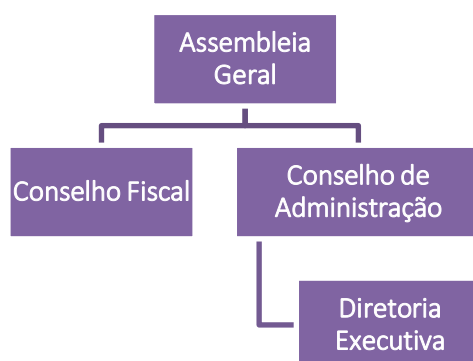 Assembleia
Geral
Conselho Fiscal
Conselho de
Administração
Diretoria
Executiva